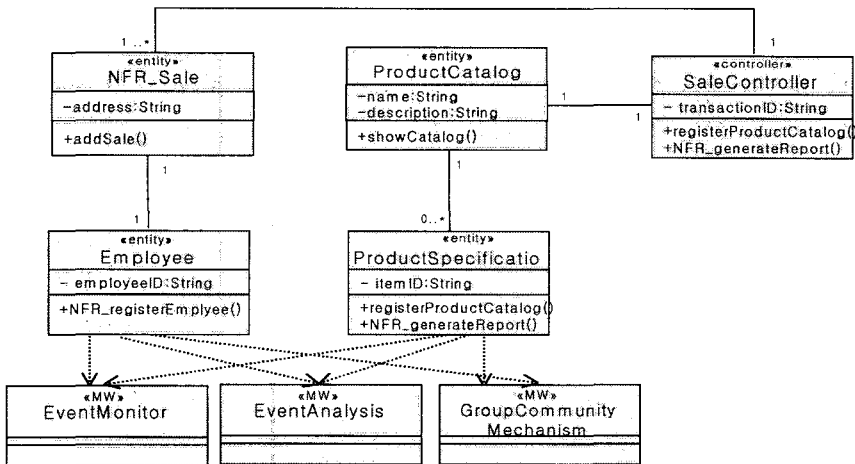 1..*
1
«entity»
NFR_Sale
-address:String
+addSale()
«entity»
ProductCatalog
-name:String
-description:String
+showCatalog()
1
1
«controller»
SaleController
- transactionID:String
+registerProductCatalog()
+NFR_generateReport()
1
1
1
0..*
«entity»
Employee
- employeeID:String
+NFR_registerEmplyee()
«entity»
ProductSpecificatio
- itemID:String
+registerProductCatalog()
+NFR_generateReport()
«MW»
EventMonitor
«MW»
EventAnalysis
«MW»
GroupCommunity
Mechanism